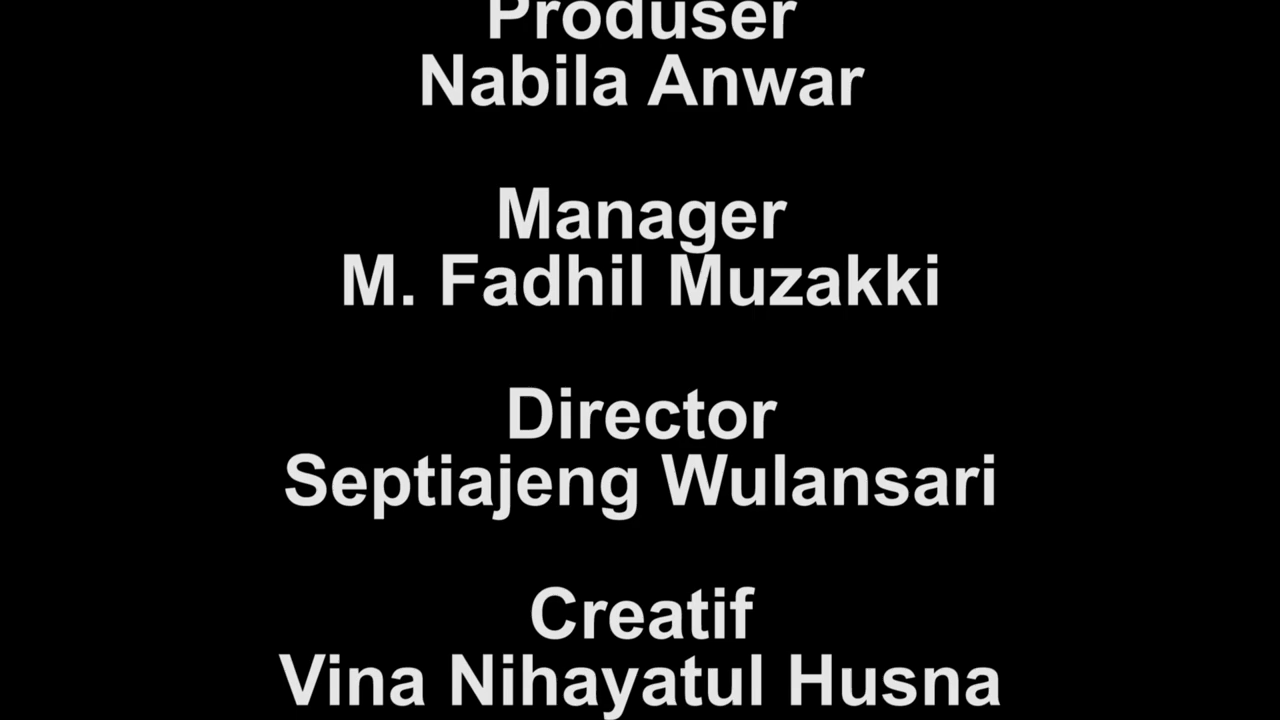 Produser
Nabila Anwar
Manager
M. Fadhil Muzakki
Director
Septiajeng Wulansari
Creatif
Vina Nihayatul Husna